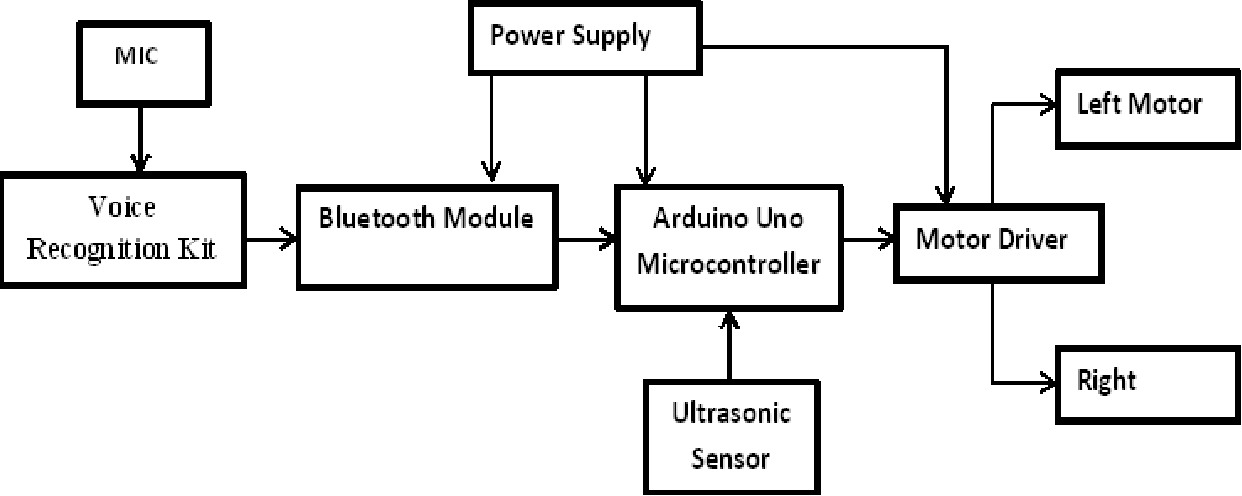 MIC
Power Supply
Left Motor
Voice
Recognition Kit
Bluetooth Module
Arduino Uno
Microcontroller
Motor Driver
Right
Ultrasonic
Sensor